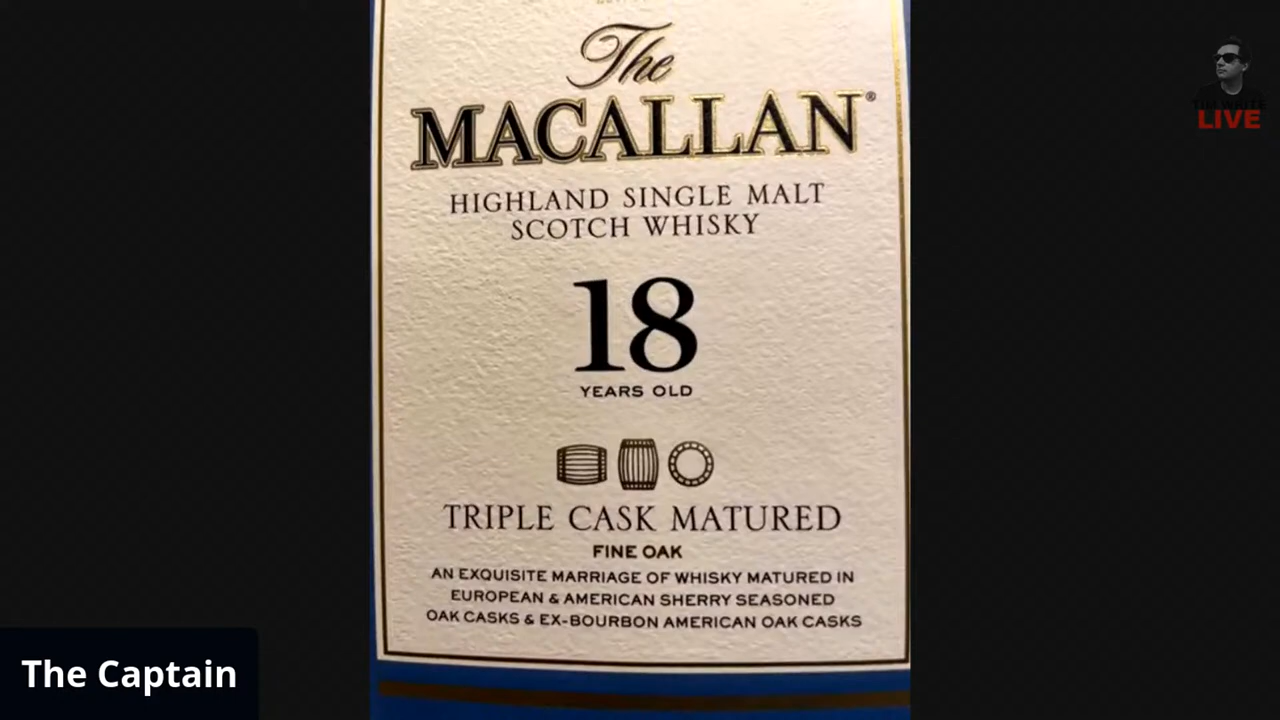 The
MACALLAN®
HIGHLAND SINGLE MALT
SCOTCH WHISKY
18
YEARS OLD
TRIPLE CASK MATURED
FINE OAK
AN EXQUISITE MARRIAGE OF WHISKY MATURED IN
EUROPEAN & AMERICAN SHERRY SEASONED
OAK CASKS & EX-BOURBON AMERICAN OAK CASKS
The Captain
LIVE